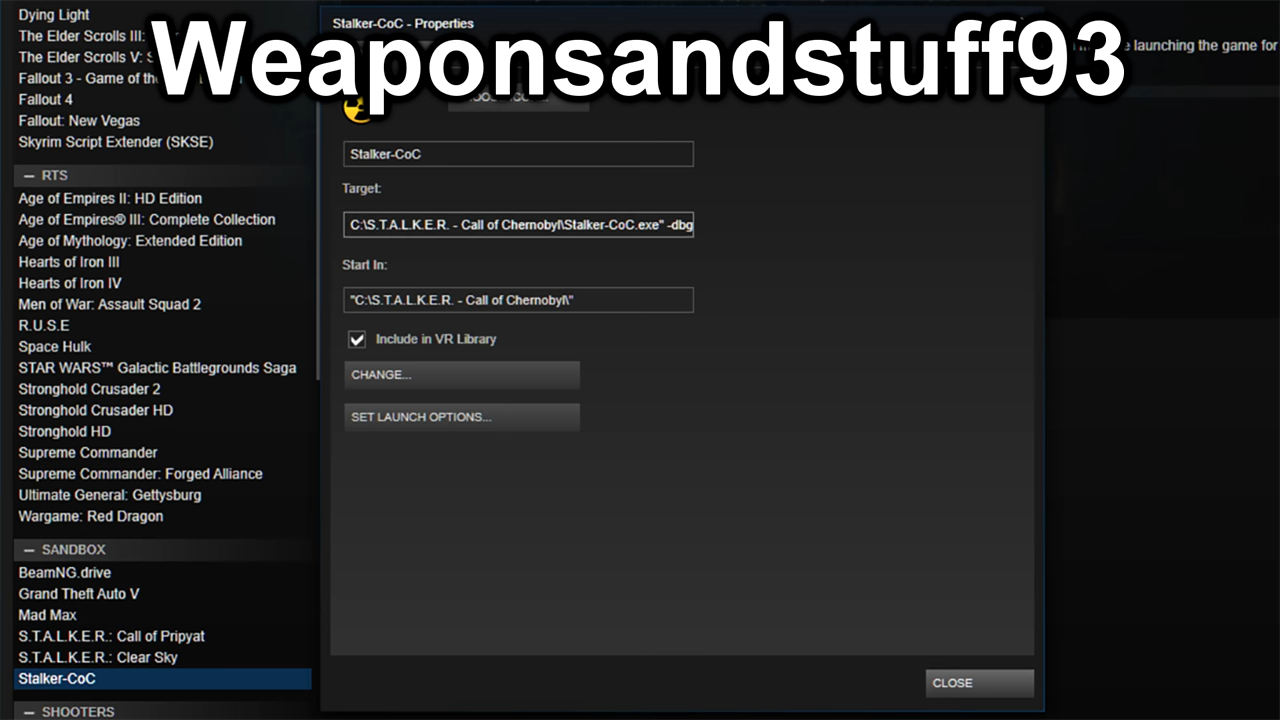 Dying Light
The Elder Scrolls III:
The Elder Scrolls V: S
Fallout 3 - Game of the
Fallout 4
Fallout: New Vegas
Skyrim Script Extender (SKSE)
— RTS
Age of Empires II: HD Edition
Age of Empires® III: Complete Collection
Age of Mythology: Extended Edition
Hearts of Iron III
Hearts of Iron IV
Men of War: Assault Squad 2
R.U.S.E
Space Hulk
STAR WARS™ Galactic Battlegrounds Saga
Stronghold Crusader 2
Stronghold Crusader HD
Stronghold HD
Supreme Commander
Supreme Commander: Forged Alliance
Ultimate General: Gettysburg
Wargame: Red Dragon
— SANDBOX
BeamNG.drive
Grand Theft Auto V
Mad Max
S.T.A.L.K.E.R.: Call of Pripyat
S.T.A.L.K.E.R.: Clear Sky
Stalker-CoC
— SHOOTERS
Stalker-CoC - Properties
Weaponsandstuff93
launching the game for
Stalker-CoC
Target:
C:\S.T.A.L.K.E.R. - Call of Chernobyl\Stalker-CoC.exe" -dbg
Start In:
"C:\S.T.A.L.K.E.R. - Call of Chernobyl\"
Include in VR Library
CHANGE...
SET LAUNCH OPTIONS...
CLOSE